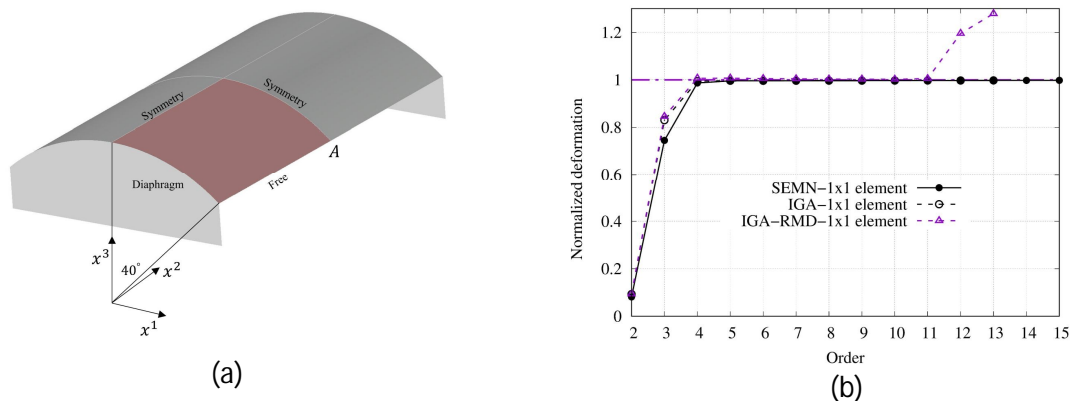 Symmetry
Symmetry
A
Diaphragm
Free
x³
40°
x²
x¹
(a)
1.2
1
0.8
0.6
0.4
0.2
0
Normalized deformation
SEMN−1x1 element
IGA−1x1 element
IGA−RMD−1x1 element
2 3 4 5 6 7 8 9 10 11 12 13 14 15
Order
(b)